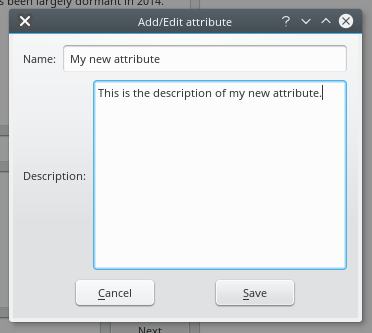 s been largely dormant in 2014.
Add/Edit attribute
Name: My new attribute
This is the description of my new attribute.
Description:
Cancel Save
Next